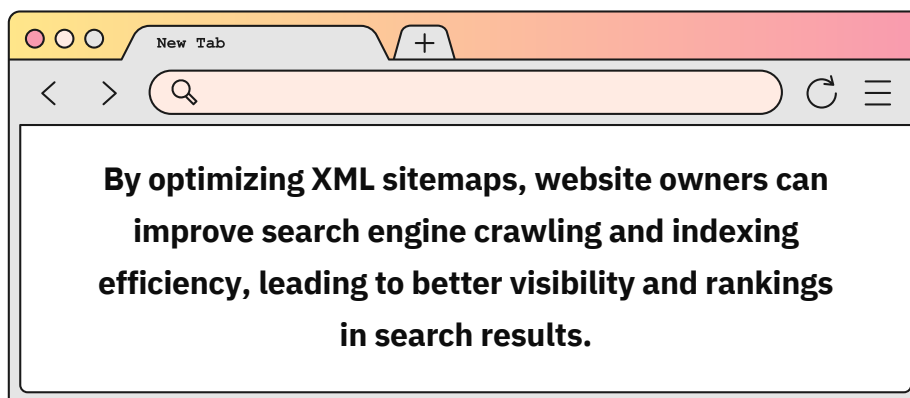 New Tab
By optimizing XML sitemaps, website owners can
improve search engine crawling and indexing
efficiency, leading to better visibility and rankings
in search results.